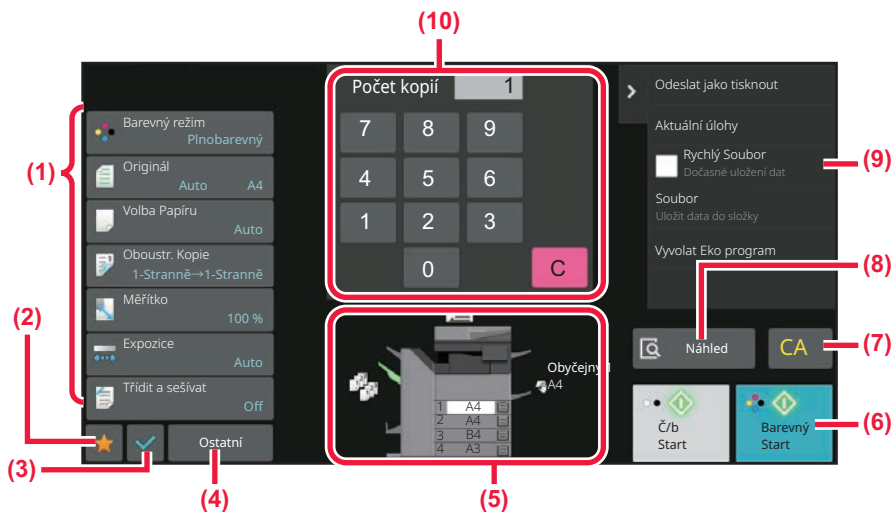 (10)
(1)
Barevný režim
Plnobarevný
Originál
Auto A4
Volba Papíru
Auto
Oboustr. Kopie
1-Stranně→1-Stranně
Měřítko
100 %
Expozice
Auto
Třídit a sešívat
Off
(2)
(3)
Ostatní
(4)
Počet kopií 1
7 8 9
4 5 6
1 2 3
0 C
Obyčejný 1
A4
1 A4
2 A4
3 B4
4 A3
(5)
Odeslat jako tisknout
Aktuální úlohy
Rychlý Soubor
Dočasné uložení dat
Soubor
Uložit data do složky
Vyvolat Eko program
(9)
(8)
Náhled
CA
(7)
Č/b
Start
Barevný
Start
(6)